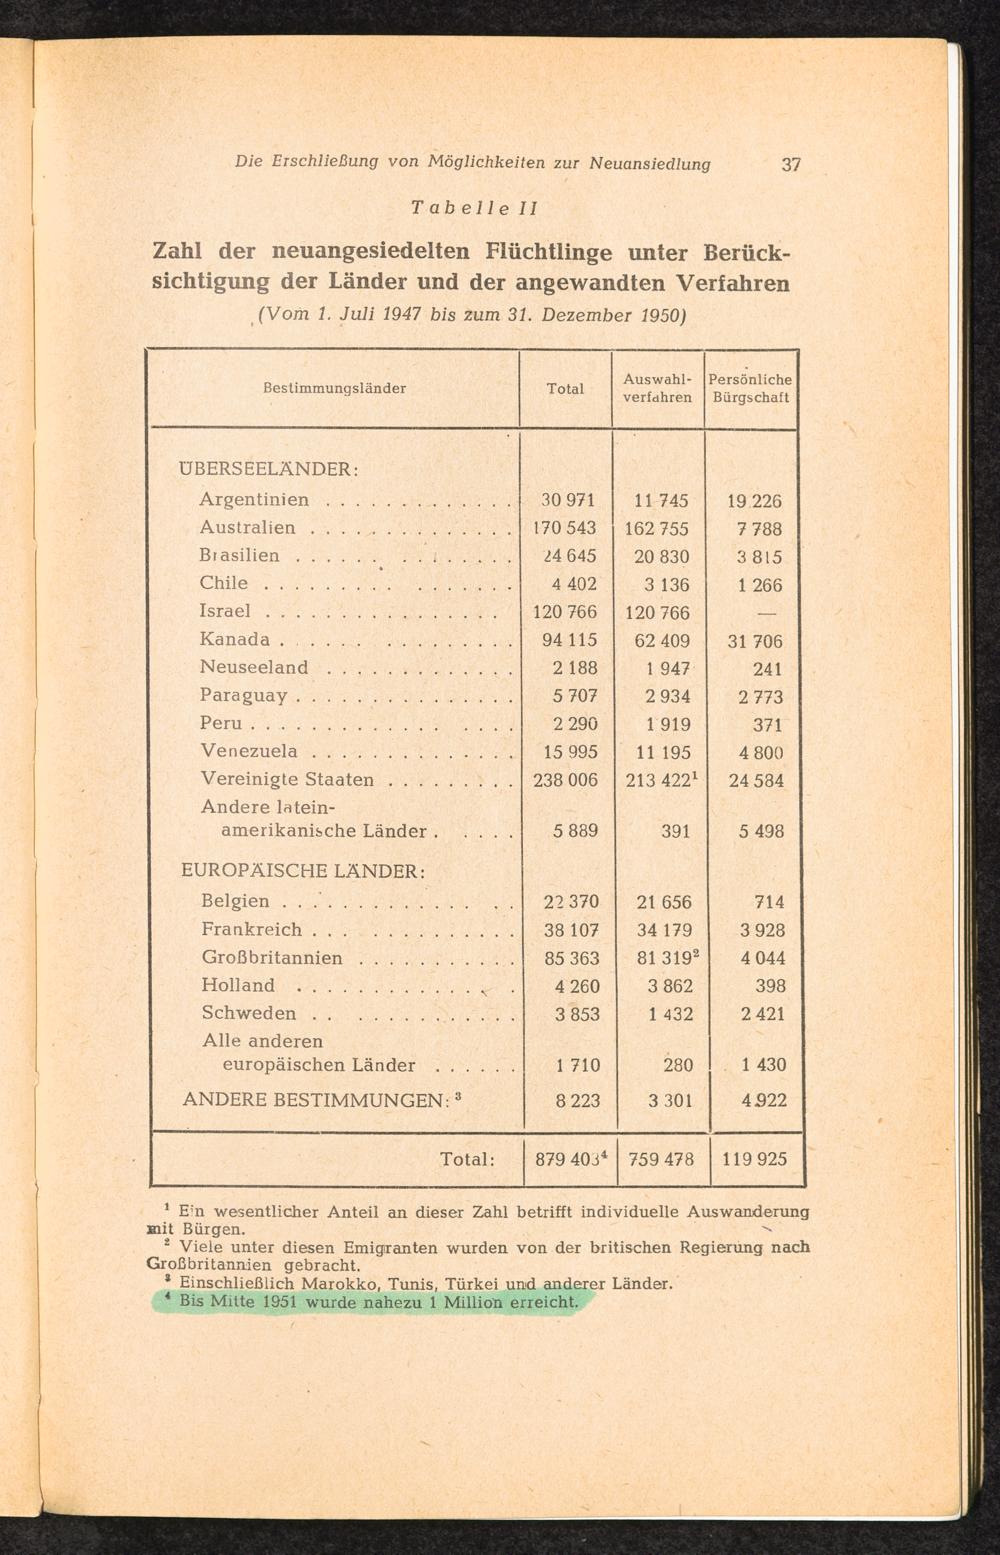 Die Erschließung von Möglichkeiten zur Neuansiedlung 37
Tabelle II
Zahl der neuangesiedelten Flüchtlinge unter Berück-
sichtigung der Länder und der angewandten Verfahren
(Vom 1. Juli 1947 bis zum 31. Dezember 1950)
Bestimmungsländer Total Auswahl-verfahren Persönliche Bürgschaft
ÜBERSEELÄNDER:
Argentinien . . . . . . . . . . . . . 30 971 11 745 19 226
Australien . . . . . . . . . . . . . . 170 543 162 755 7 788
Brasilien . . . . . . . . . . . . . . 24 645 20 830 3 815
Chile . . . . . . . . . . . . . . . . 4 402 3 136 1 266
Israel . . . . . . . . . . . . . . . . 120 766 120 766 —
Kanada . . . . . . . . . . . . . . . 94 115 62 409 31 706
Neuseeland . . . . . . . . . . . . . 2 188 1 947 241
Paraguay . . . . . . . . . . . . . . . 5 707 2 934 2 773
Peru . . . . . . . . . . . . . . . . . 2 290 1 919 371
Venezuela . . . . . . . . . . . . . . 15 995 11 195 4 800
Vereinigte Staaten . . . . . . . . . 238 006 213 422¹ 24 584
Andere latein-
amerikanische Länder . . . . . 5 889 391 5 498
EUROPÄISCHE LÄNDER:
Belgien . . . . . . . . . . . . . . . 22 370 21 656 714
Frankreich . . . . . . . . . . . . . . 38 107 34 179 3 928
Großbritannien . . . . . . . . . . . 85 363 81 319² 4 044
Holland . . . . . . . . . . . . . . 4 260 3 862 398
Schweden . . . . . . . . . . . . . 3 853 1 432 2 421
Alle anderen
europäischen Länder . . . . . . 1 710 280 1 430
ANDERE BESTIMMUNGEN: ³ 8 223 3 301 4 922
Total: 879 403⁴ 759 478 119 925
¹ Ein wesentlicher Anteil an dieser Zahl betrifft individuelle Auswanderung
mit Bürgen.
² Viele unter diesen Emigranten wurden von der britischen Regierung nach
Großbritannien gebracht.
³ Einschließlich Marokko, Tunis, Türkei und anderer Länder.
⁴ Bis Mitte 1951 wurde nahezu 1 Million erreicht.